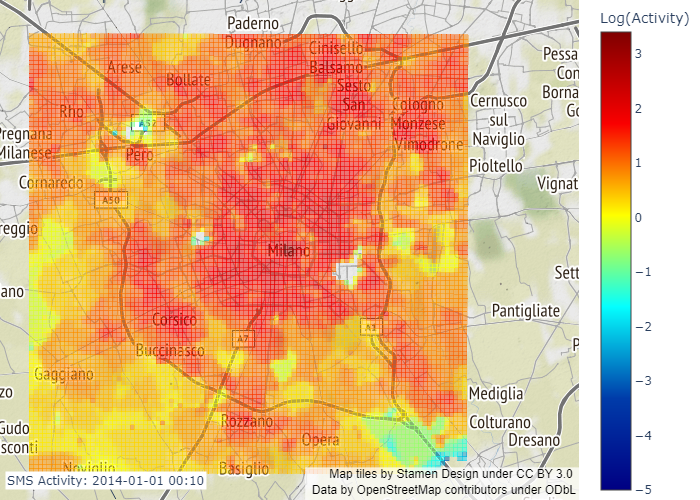 Log(Activity)
Paderno
Dugnano
Cinisello
Balsamo
Arese
Bollate
Sesto
San
Giovanni
Cologno
Monzese
Vimodrone
Rho
A52
Pero
Pregnana
Milanese
Cornaredo
A50
reggio
ano
Milano
Corsico
A7
Buccinasco
Gaggiano
zo
Gudo
sconti
Rozzano
Opera
Basiglio
Noviglio
Cernusco
sul
Naviglio
Pioltello
Pessa
Con
Borna
Go
Vignat
Sett
Pantigliate
P
Mediglia
Colturano
Dresano
3
2
1
0
−1
−2
−3
−4
−5
SMS Activity: 2014-01-01 00:10
Map tiles by Stamen Design under CC BY 3.0
Data by OpenStreetMap contributors under ODbL